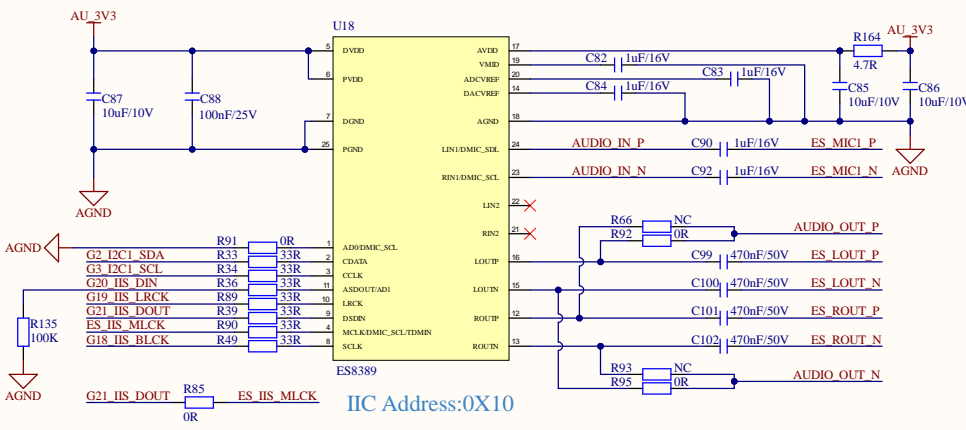 AU_3V3
U18
AU_3V3
R164
4.7R
C87
10uF/10V
C88
100nF/25V
5 DVDD
6 PVDD
7 DGND
25 PGND
AVDD 17
VMID 19
ADCVREF 20
DACVREF 14
AGND 18
C82 1uF/16V
C83 1uF/16V
C84 1uF/16V
C85
10uF/10V
C86
10uF/10V
AGND
AGND
LIN1/DMIC_SDL 24 AUDIO_IN_P C90 1uF/16V ES_MIC1_P
RIN1/DMIC_SCL 23 AUDIO_IN_N C92 1uF/16V ES_MIC1_N
LIN2 22
RIN2 21
R66 NC
R92 0R
AUDIO_OUT_P
LOUTP 16 C99 470nF/50V ES_LOUT_P
LOUTN 15 C100 470nF/50V ES_LOUT_N
ROUTP 12 C101 470nF/50V ES_ROUT_P
ROUTN 13 C102 470nF/50V ES_ROUT_N
R93 NC
R95 0R
AUDIO_OUT_N
AGND R91 0R 1 AD0/DMIC_SCL
G2_I2C1_SDA R33 33R 2 CDATA
G3_I2C1_SCL R34 33R 3 CCLK
G20_IIS_DIN R36 33R 11 ASDOUT/AD1
G19_IIS_LRCK R89 33R 10 LRCK
G21_IIS_DOUT R39 33R 9 DSDIN
ES_IIS_MLCK R90 33R 4 MCLK/DMIC_SCL/TDMIN
G18_IIS_BLCK R49 33R 8 SCLK
R135
100K
AGND
ES8389
G21_IIS_DOUT R85 ES_IIS_MLCK
0R
IIC Address:0X10